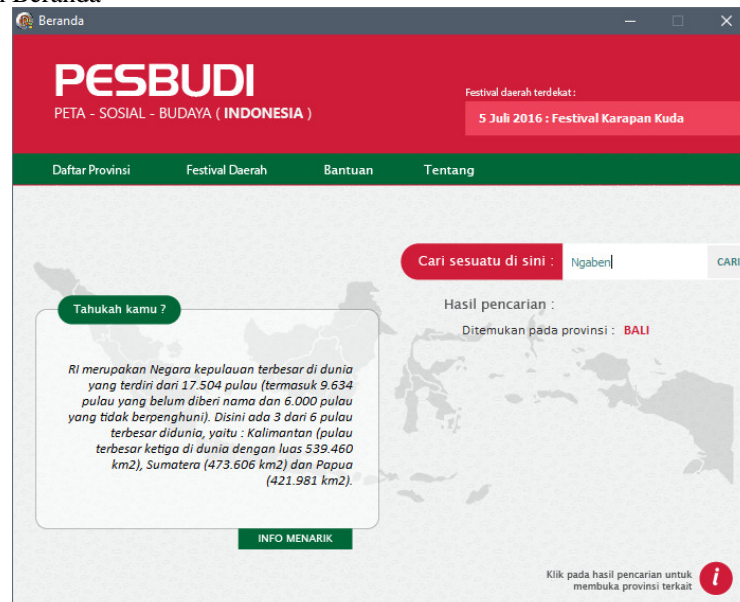 Beranda
Beranda
PESBUDI
PETA - SOSIAL - BUDAYA ( INDONESIA )
Festival daerah terdekat :
5 Juli 2016 : Festival Karapan Kuda
Daftar Provinsi Festival Daerah Bantuan Tentang
Cari sesuatu di sini : Ngaben CARI
Hasil pencarian :
Ditemukan pada provinsi : BALI
Tahukah kamu ?
RI merupakan Negara kepulauan terbesar di dunia
yang terdiri dari 17.504 pulau (termasuk 9.634
pulau yang belum diberi nama dan 6.000 pulau
yang tidak berpenghuni). Disini ada 3 dari 6 pulau
terbesar didunia, yaitu : Kalimantan (pulau
terbesar ketiga di dunia dengan luas 539.460
km2), Sumatera (473.606 km2) dan Papua
(421.981 km2).
INFO MENARIK
Klik pada hasil pencarian untuk
membuka provinsi terkait
i